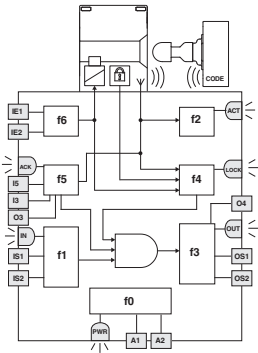 CODE
IE1
f6
f2
ACT
IE2
ACK
LOCK
I5
f5
f4
I3
O3
O4
IN
OUT
f1
f3
IS1
OS1
IS2
OS2
f0
PWR
A1
A2